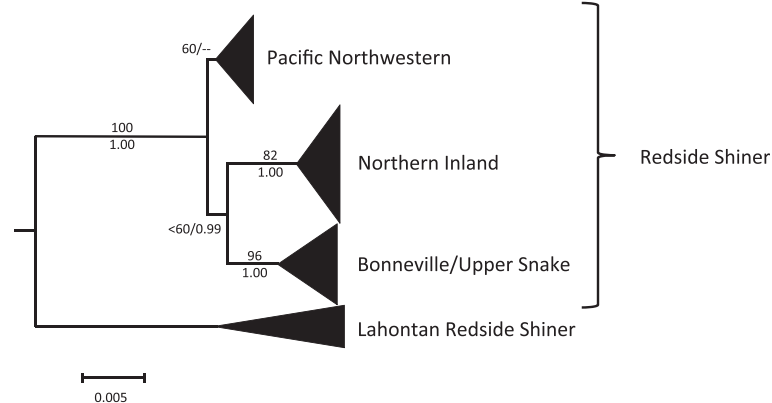 60/--
Pacific Northwestern
100
1.00
82
1.00
Northern Inland
Redside Shiner
<60/0.99
96
1.00
Bonneville/Upper Snake
Lahontan Redside Shiner
0.005